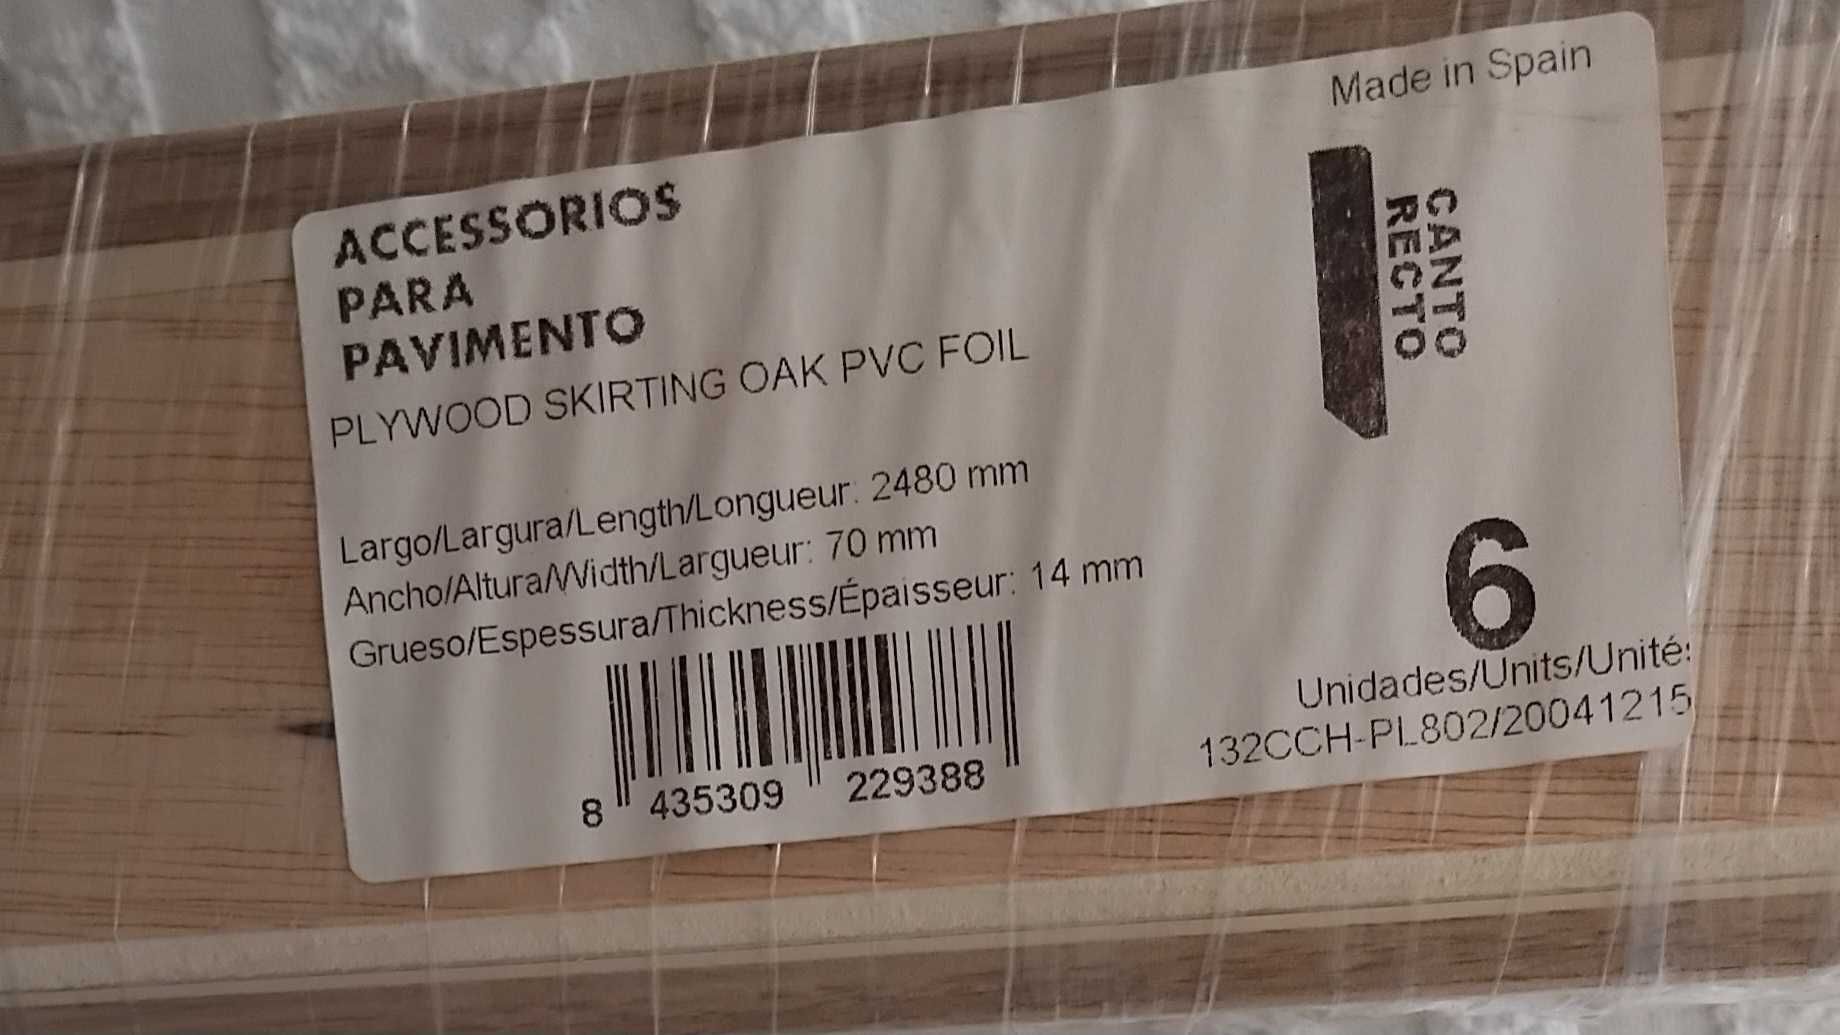 Made in Spain
ACCESSORIOS
PARA
PAVIMENTO
PLYWOOD SKIRTING OAK PVC FOIL
CANTO
RECTO
Largo/Largura/Length/Longueur: 2480 mm
Ancho/Altura/Width/Largueur: 70 mm
Grueso/Espessura/Thickness/Épaisseur: 14 mm
6
Unidades/Units/Unités
132CCH-PL802/20041215
8 435309 229388